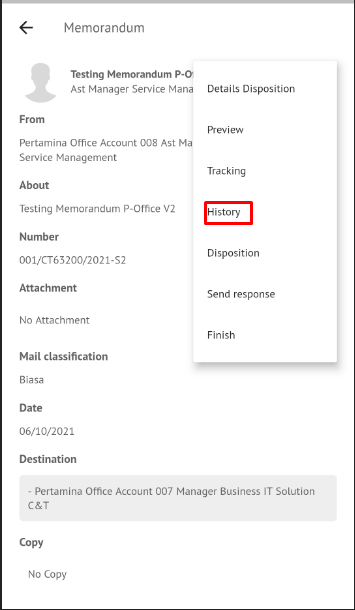 Memorandum
Testing Memorandum P-Of
Ast Manager Service Mana
From
Pertamina Office Account 008 Ast Ma
Service Management
About
Testing Memorandum P-Office V2
Number
001/CT63200/2021-S2
Attachment
No Attachment
Mail classification
Biasa
Date
06/10/2021
Destination
- Pertamina Office Account 007 Manager Business IT Solution
C&T
Copy
No Copy
Details Disposition
Preview
Tracking
History
Disposition
Send response
Finish